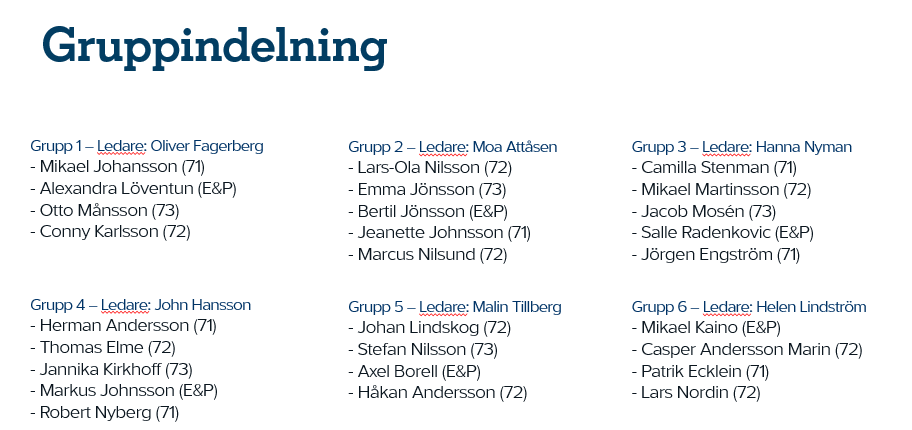 Gruppindelning
Grupp 1 – Ledare: Oliver Fagerberg
- Mikael Johansson (71)
- Alexandra Löventun (E&P)
- Otto Månsson (73)
- Conny Karlsson (72)
Grupp 2 – Ledare: Moa Attåsen
- Lars-Ola Nilsson (72)
- Emma Jönsson (73)
- Bertil Jönsson (E&P)
- Jeanette Johnsson (71)
- Marcus Nilsund (72)
Grupp 3 – Ledare: Hanna Nyman
- Camilla Stenman (71)
- Mikael Martinsson (72)
- Jacob Mosén (73)
- Salle Radenkovic (E&P)
- Jörgen Engström (71)
Grupp 4 – Ledare: John Hansson
- Herman Andersson (71)
- Thomas Elme (72)
- Jannika Kirkhoff (73)
- Markus Johnsson (E&P)
- Robert Nyberg (71)
Grupp 5 – Ledare: Malin Tillberg
- Johan Lindskog (72)
- Stefan Nilsson (73)
- Axel Borell (E&P)
- Håkan Andersson (72)
Grupp 6 – Ledare: Helen Lindström
- Mikael Kaino (E&P)
- Casper Andersson Marin (72)
- Patrik Ecklein (71)
- Lars Nordin (72)